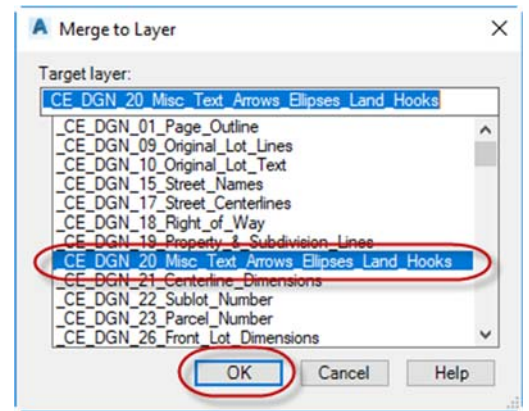 Merge to Layer
Target layer:
_CE_DGN_20_Misc_Text_Arrows_Ellipses_Land_Hooks
_CE_DGN_01_Page_Outline
_CE_DGN_09_Original_Lot_Lines
_CE_DGN_10_Original_Lot_Text
_CE_DGN_15_Street_Names
_CE_DGN_17_Street_Centerlines
_CE_DGN_18_Right_of_Way
_CE_DGN_19_Property_&_Subdivision_Lines
_CE_DGN_20_Misc_Text_Arrows_Ellipses_Land_Hooks
_CE_DGN_21_Centerline_Dimensions
_CE_DGN_22_Sublot_Number
_CE_DGN_23_Parcel_Number
_CE_DGN_26_Front_Lot_Dimensions
OK Cancel Help